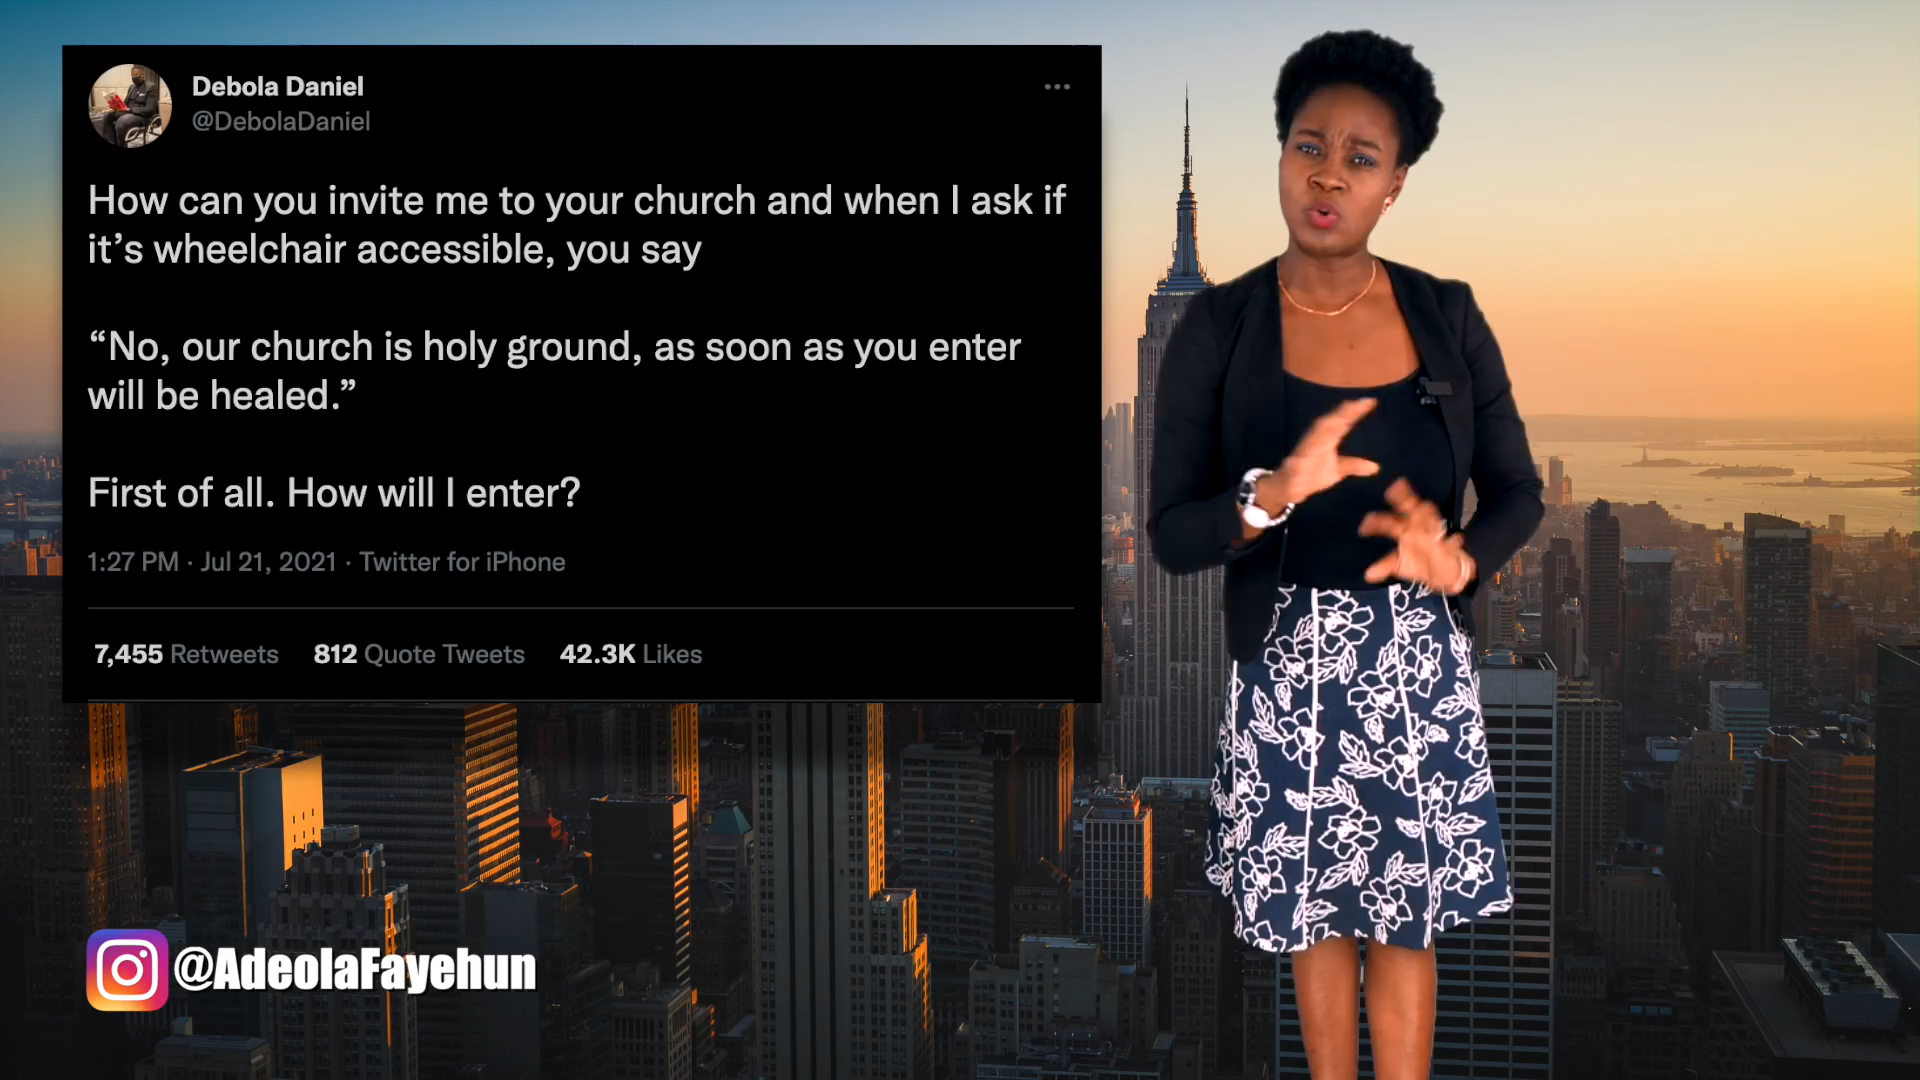 Debola Daniel
@DebolaDaniel
How can you invite me to your church and when I ask if
it’s wheelchair accessible, you say
“No, our church is holy ground, as soon as you enter
will be healed.”
First of all. How will I enter?
1:27 PM · Jul 21, 2021 · Twitter for iPhone
7,455 Retweets 812 Quote Tweets 42.3K Likes
@AdeolaFayehun